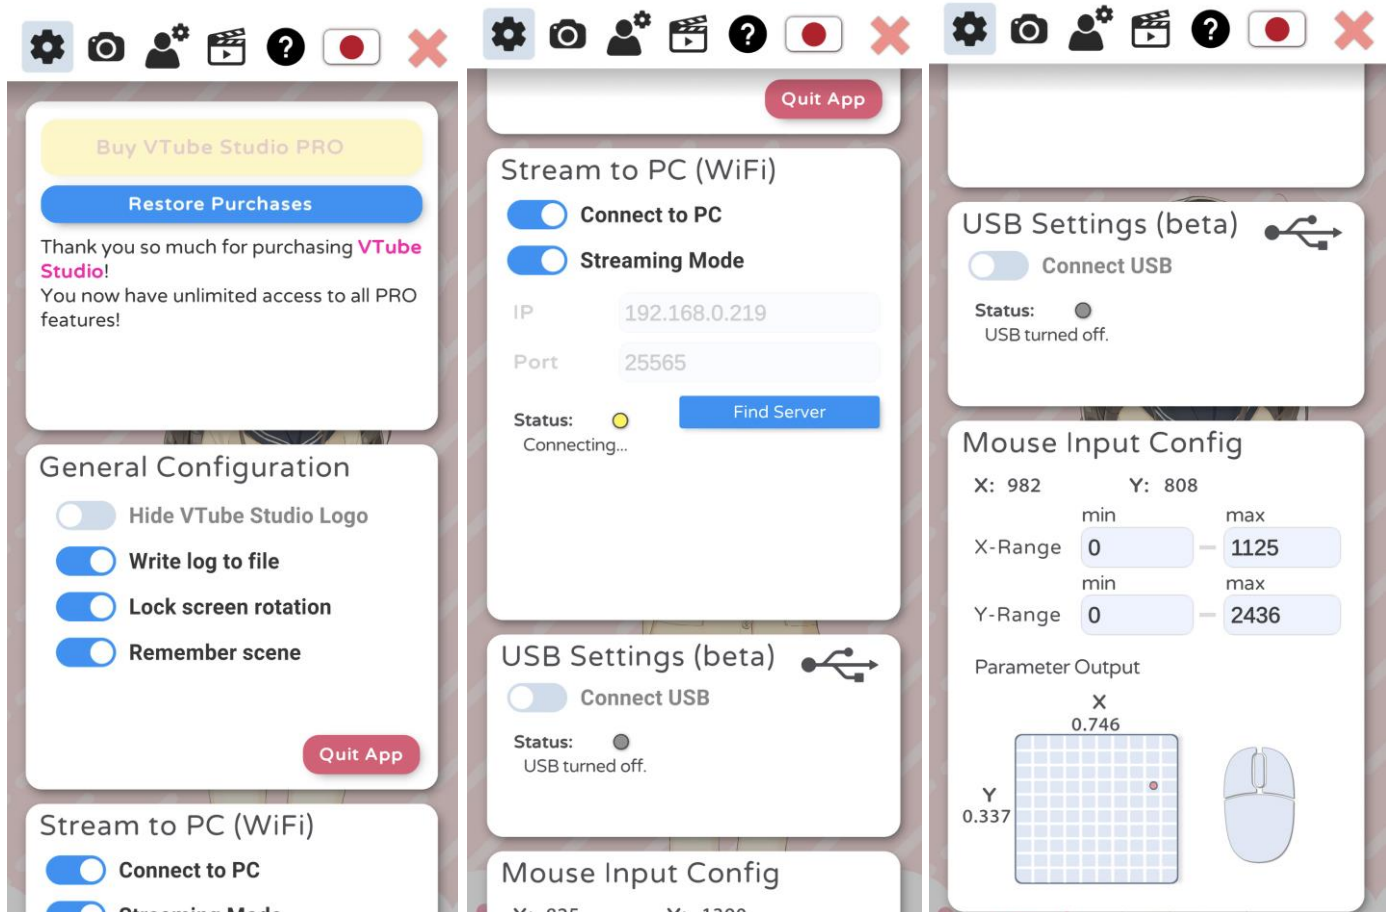 Buy VTube Studio PRO
Restore Purchases
Thank you so much for purchasing VTube
Studio!
You now have unlimited access to all PRO
features!
General Configuration
Hide VTube Studio Logo
Write log to file
Lock screen rotation
Remember scene
Quit App
Stream to PC (WiFi)
Connect to PC
Streaming Mode
Quit App
Stream to PC (WiFi)
Connect to PC
Streaming Mode
IP 192.168.0.219
Port 25565
Status: Find Server
Connecting...
USB Settings (beta)
Connect USB
Status:
USB turned off.
Mouse Input Config
X: 825 Y: 1300
USB Settings (beta)
Connect USB
Status:
USB turned off.
Mouse Input Config
X: 982 Y: 808
min max
X-Range 0 – 1125
min max
Y-Range 0 – 2436
Parameter Output
X
0.746
Y
0.337